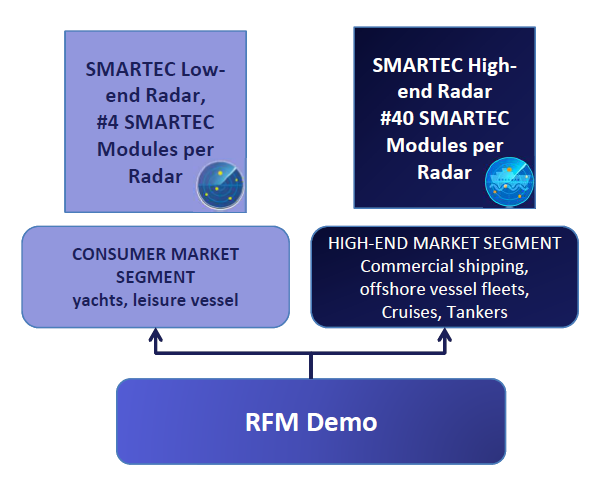 SMARTEC Low-
end Radar,
#4 SMARTEC
Modules per
Radar
SMARTEC High-
end Radar
#40 SMARTEC
Modules per
Radar
CONSUMER MARKET
SEGMENT
yachts, leisure vessel
HIGH-END MARKET SEGMENT
Commercial shipping,
offshore vessel fleets,
Cruises, Tankers
RFM Demo